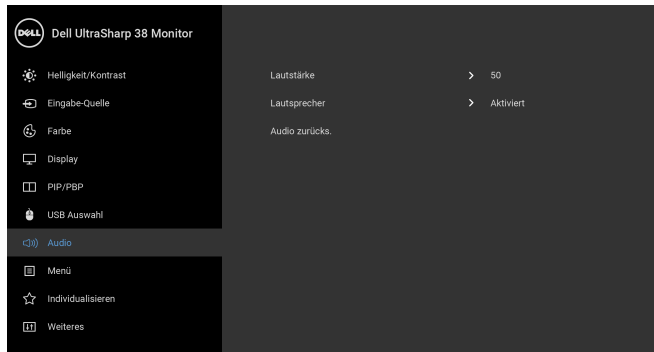 DELL Dell UltraSharp 38 Monitor
Helligkeit/Kontrast
Eingabe-Quelle
Farbe
Display
PIP/PBP
USB Auswahl
Audio
Menü
Individualisieren
Weiteres
Lautstärke > 50
Lautsprecher > Aktiviert
Audio zurücks.